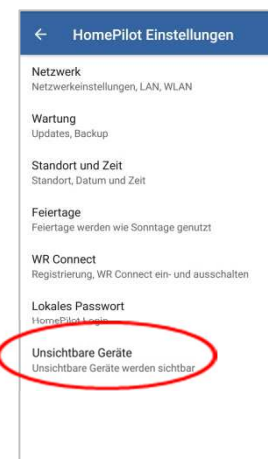 HomePilot Einstellungen
Netzwerk
Netzwerkeinstellungen, LAN, WLAN
Wartung
Updates, Backup
Standort und Zeit
Standort, Datum und Zeit
Feiertage
Feiertage werden wie Sonntage genutzt
WR Connect
Registrierung, WR Connect ein- und ausschalten
Lokales Passwort
HomePilot Login
Unsichtbare Geräte
Unsichtbare Geräte werden sichtbar